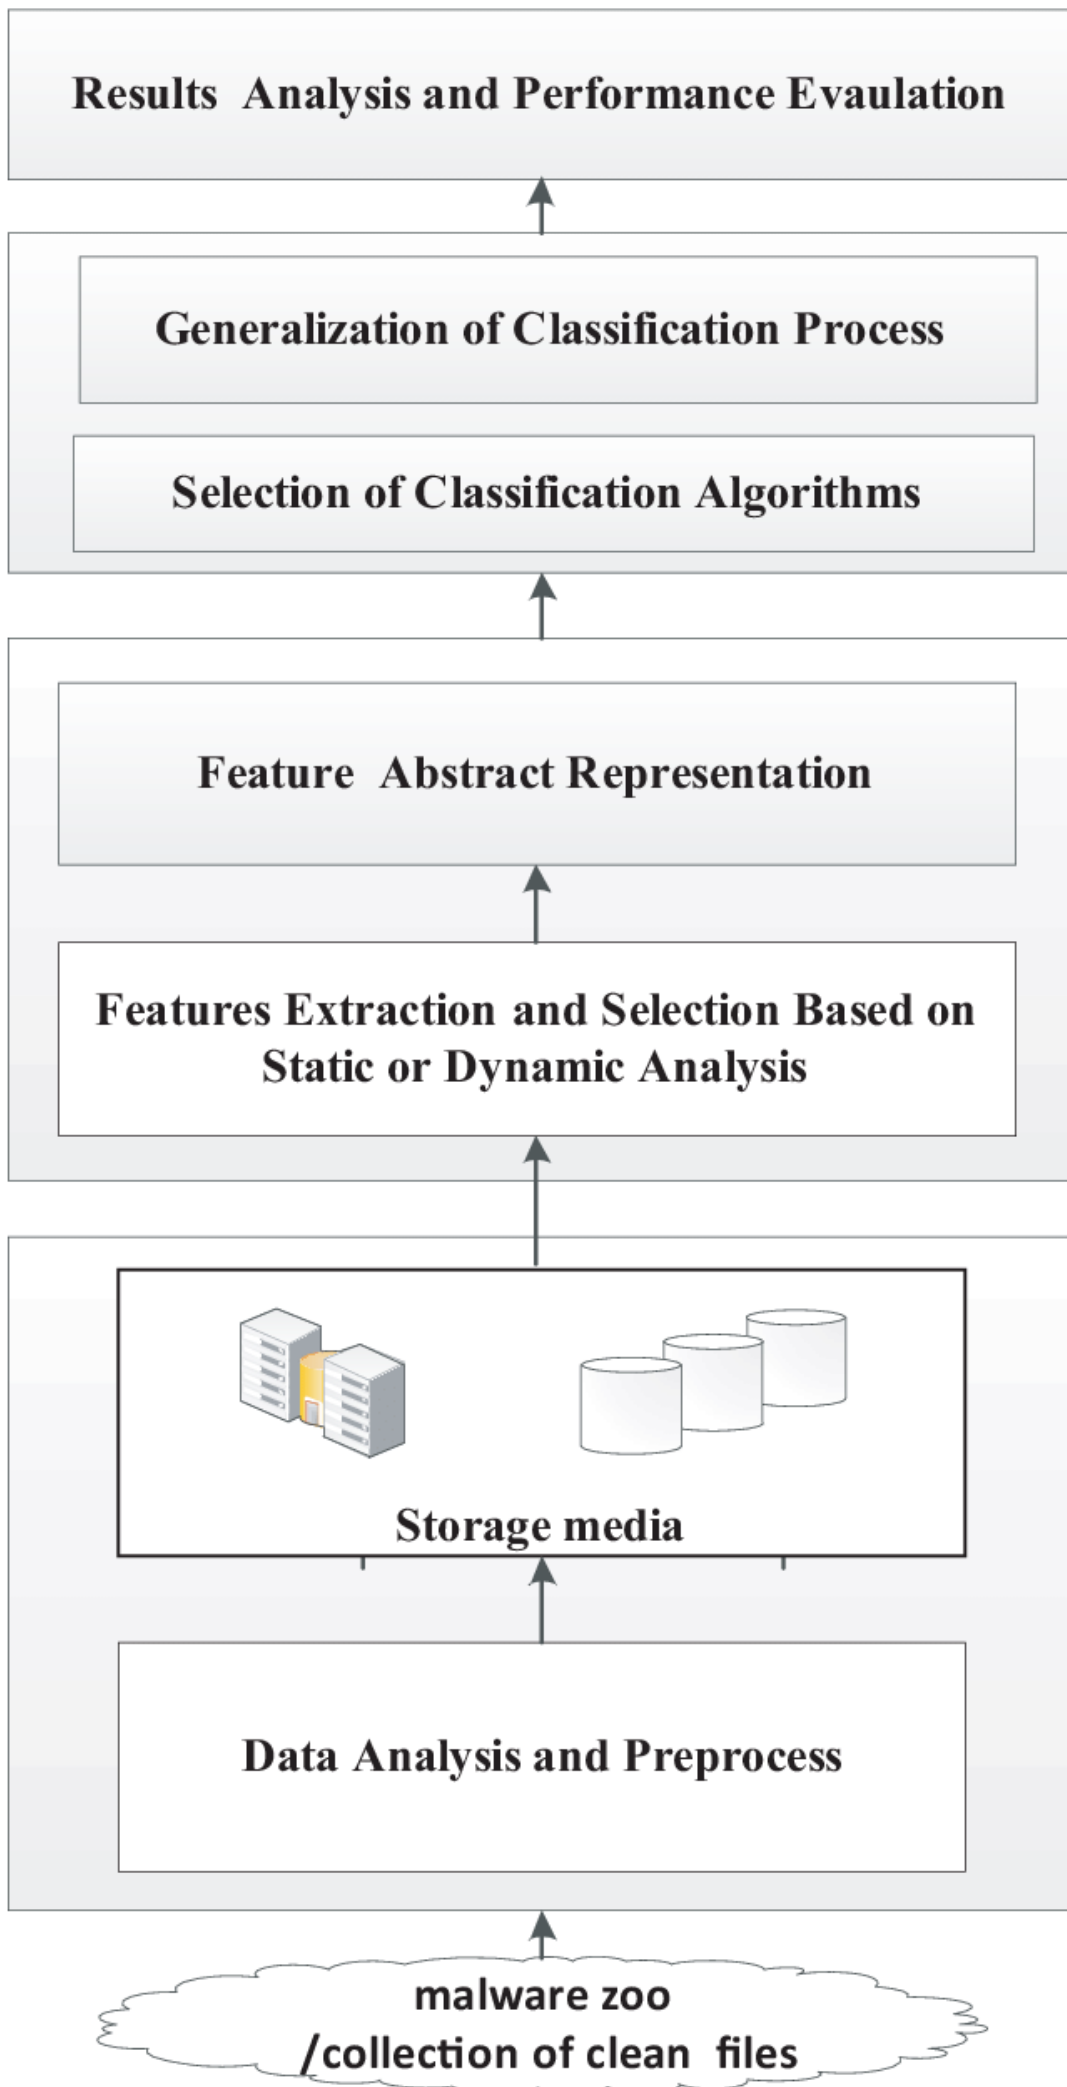 Results Analysis and Performance Evaulation
Generalization of Classification Process
Selection of Classification Algorithms
Feature Abstract Representation
Features Extraction and Selection Based on
Static or Dynamic Analysis
Storage media
Data Analysis and Preprocess
malware zoo
/collection of clean files